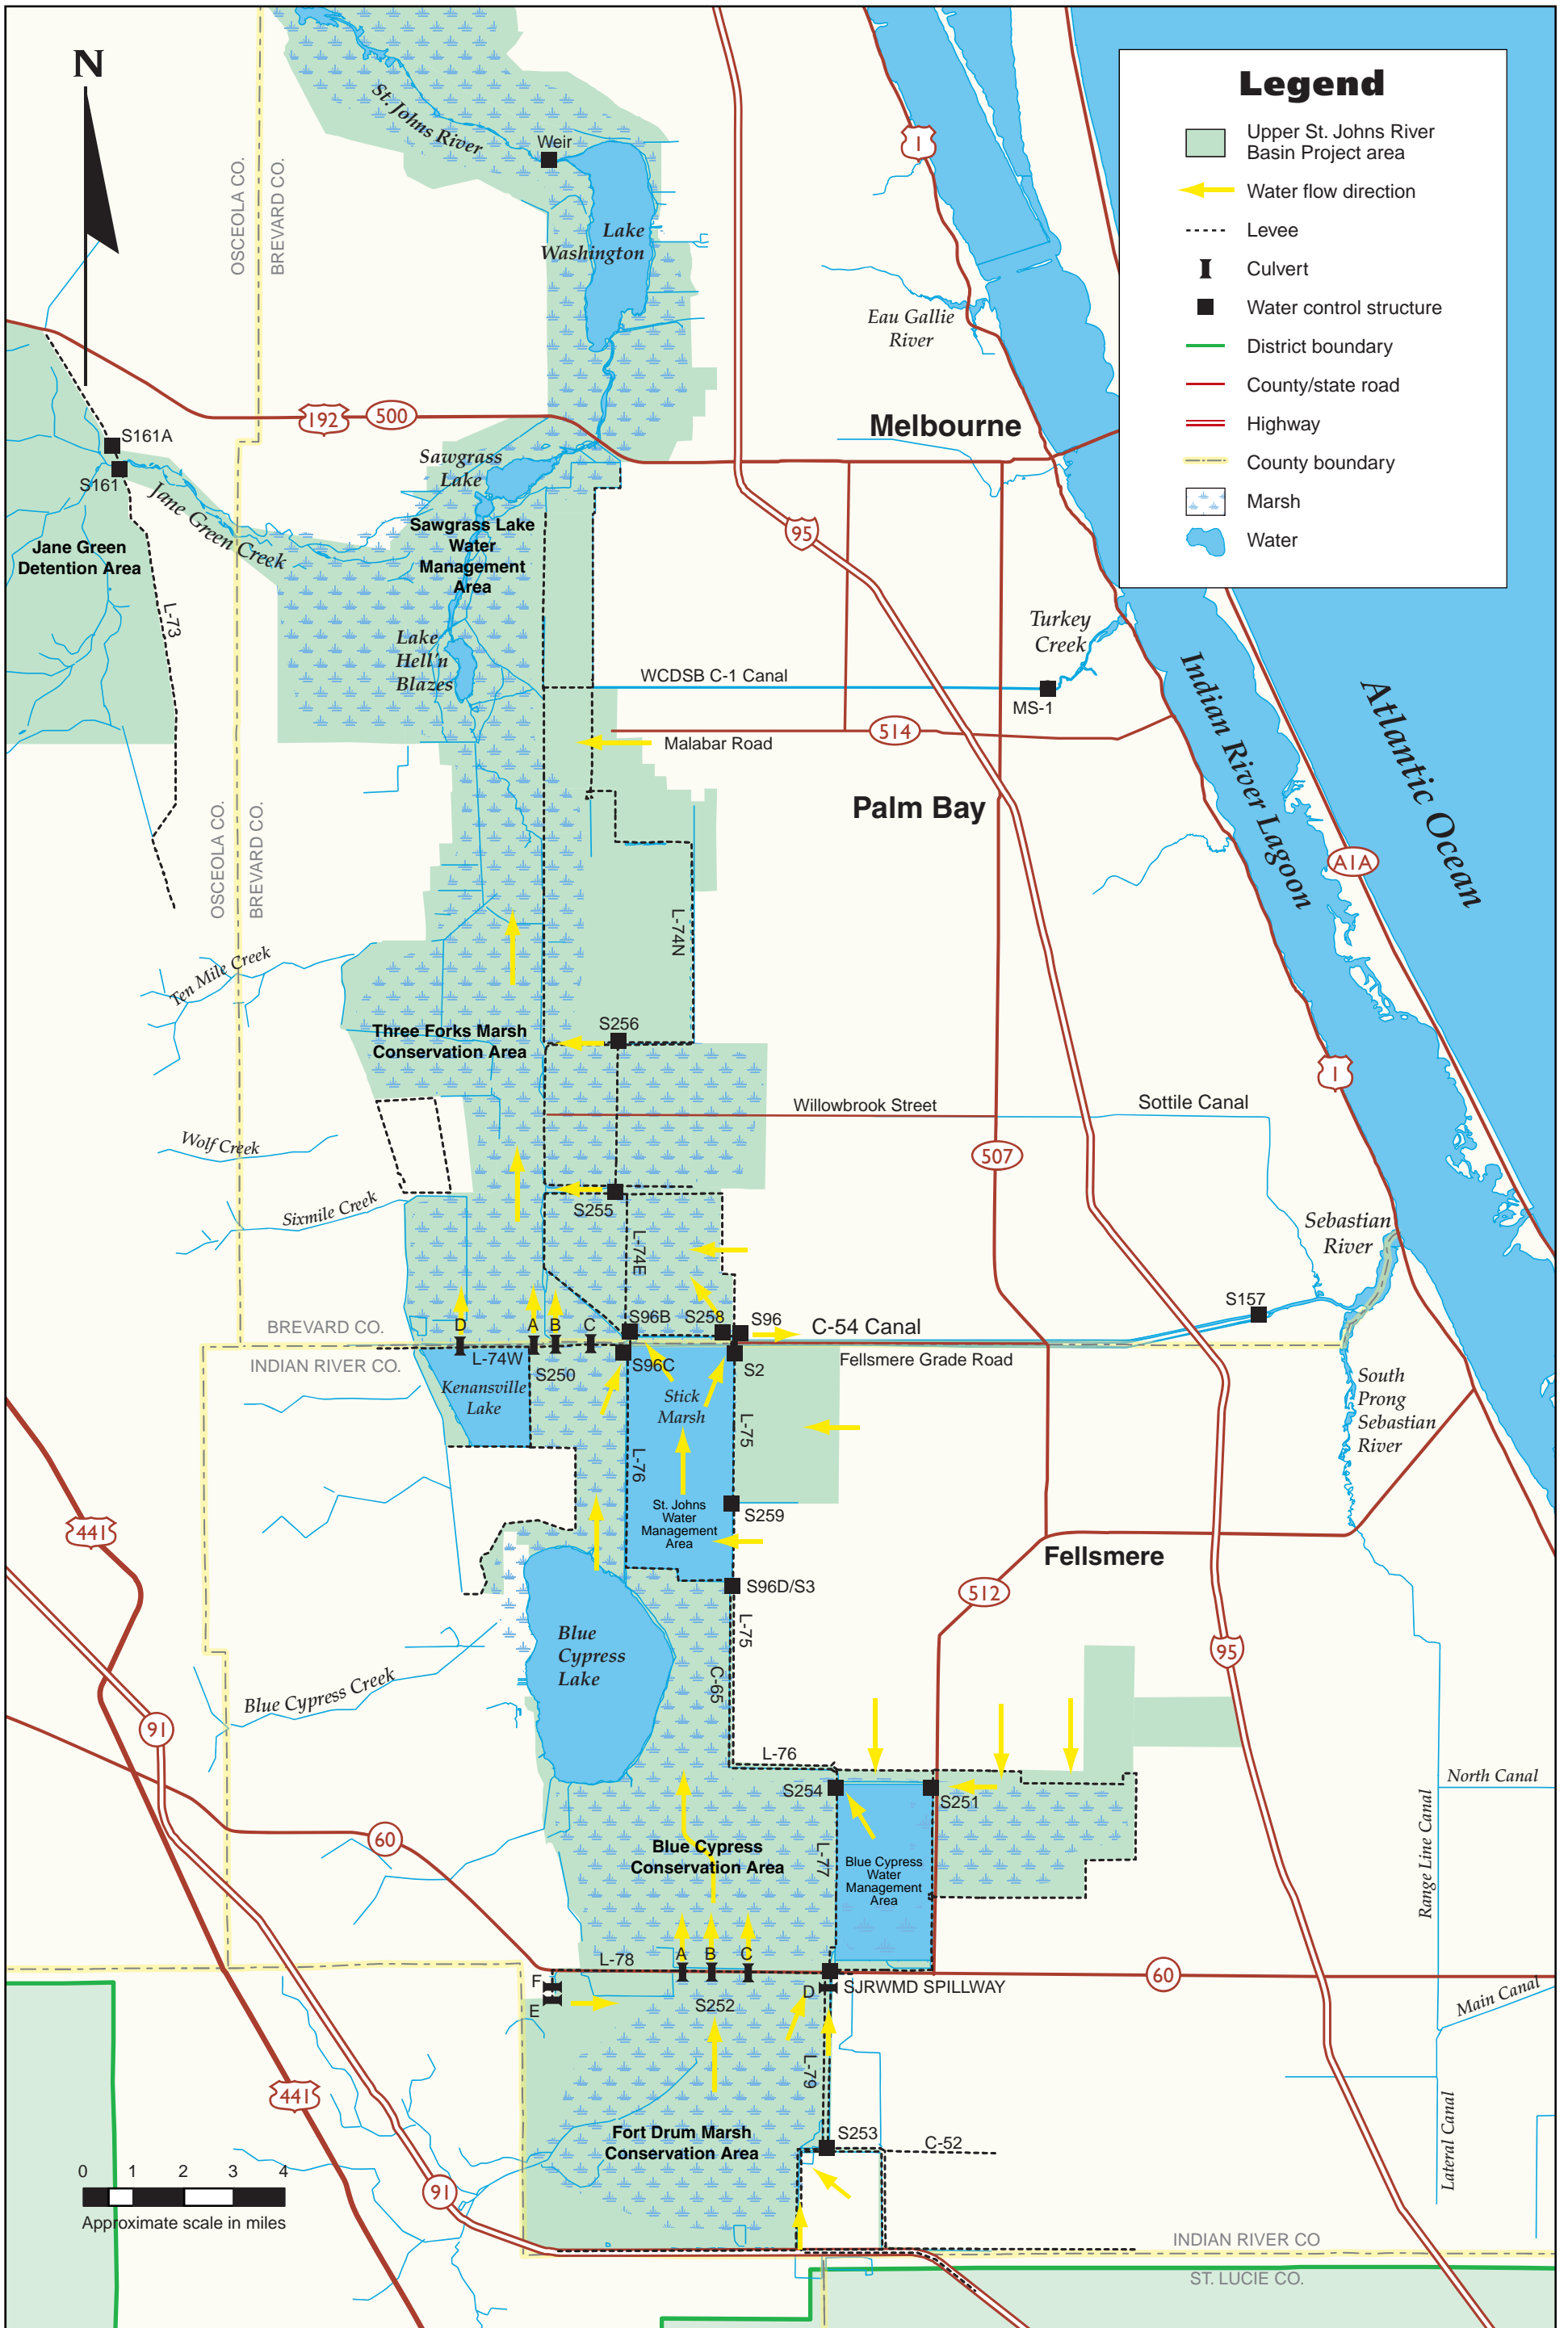 N
Legend
Upper St. Johns River
Basin Project area
Water flow direction
Levee
Culvert
Water control structure
District boundary
County/state road
Highway
County boundary
Marsh
Water
St. Johns River
Weir
1
OSCEOLA CO.
BREVARD CO.
Lake
Washington
Eau Gallie
River
192
500
Melbourne
S161A
S161
Sawgrass
Lake
Jane Green Creek
Sawgrass Lake
Water
Management
Area
95
Jane Green
Detention Area
L-73
Lake
Hell'n
Blazes
Turkey
Creek
WCDSB C-1 Canal
MS-1
514
Malabar Road
Indian River Lagoon
Atlantic Ocean
Palm Bay
OSCEOLA CO.
BREVARD CO.
A1A
L-74N
Ten Mile Creek
Three Forks Marsh
Conservation Area
S256
1
Willowbrook Street
Sottile Canal
Wolf Creek
507
Sixmile Creek
S255
L-74E
Sebastian
River
S157
BREVARD CO.
D
A
B
C
S96B
S258
S96
C-54 Canal
INDIAN RIVER CO.
L-74W
S250
S96C
S2
Fellsmere Grade Road
Kenansville
Lake
Stick
Marsh
South
Prong
Sebastian
River
L-75
L-76
441
St. Johns
Water
Management
Area
S259
Fellsmere
S96D/S3
512
L-75
Blue
Cypress
Lake
95
C-65
Blue Cypress Creek
91
L-76
North Canal
S254
S251
60
Blue Cypress
Conservation Area
L-77
Blue Cypress
Water
Management
Area
Range Line Canal
L-78
A
B
C
60
F
E
D
SJRWMD SPILLWAY
Main Canal
S252
L-79
441
S253
C-52
Fort Drum Marsh
Conservation Area
Lateral Canal
0 1 2 3 4
Approximate scale in miles
91
INDIAN RIVER CO
ST. LUCIE CO.